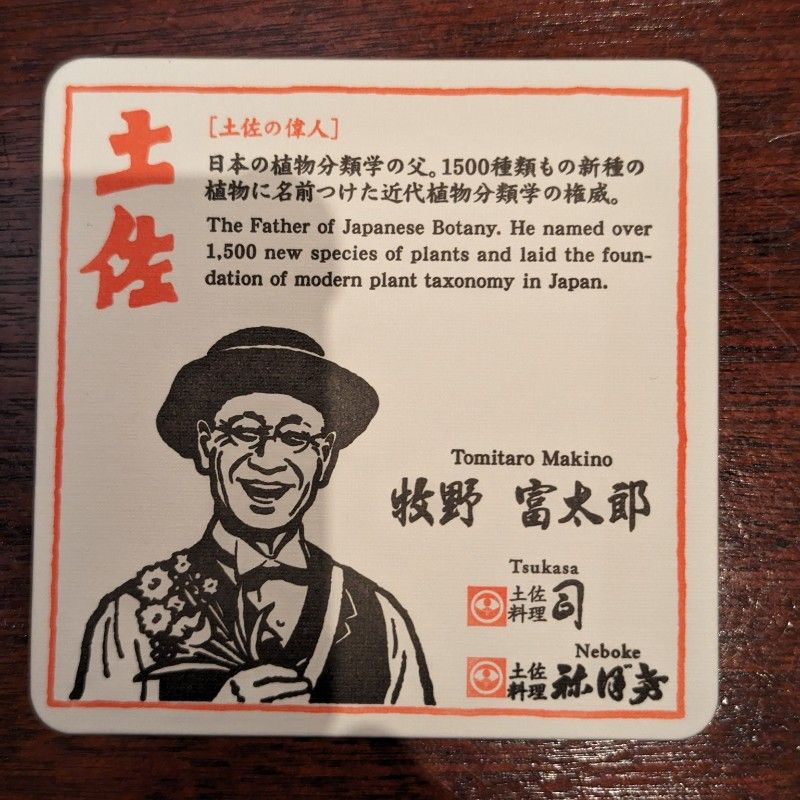 土佐
[土佐の偉人]
日本の植物分類学の父。1500種類もの新種の
植物に名前つけた近代植物分類学の権威。
The Father of Japanese Botany. He named over
1,500 new species of plants and laid the foun-
dation of modern plant taxonomy in Japan.
Tomitaro Makino
牧野 富太郎
Tsukasa
土佐
料理 司
Neboke
土佐
料理 祢ぼけ